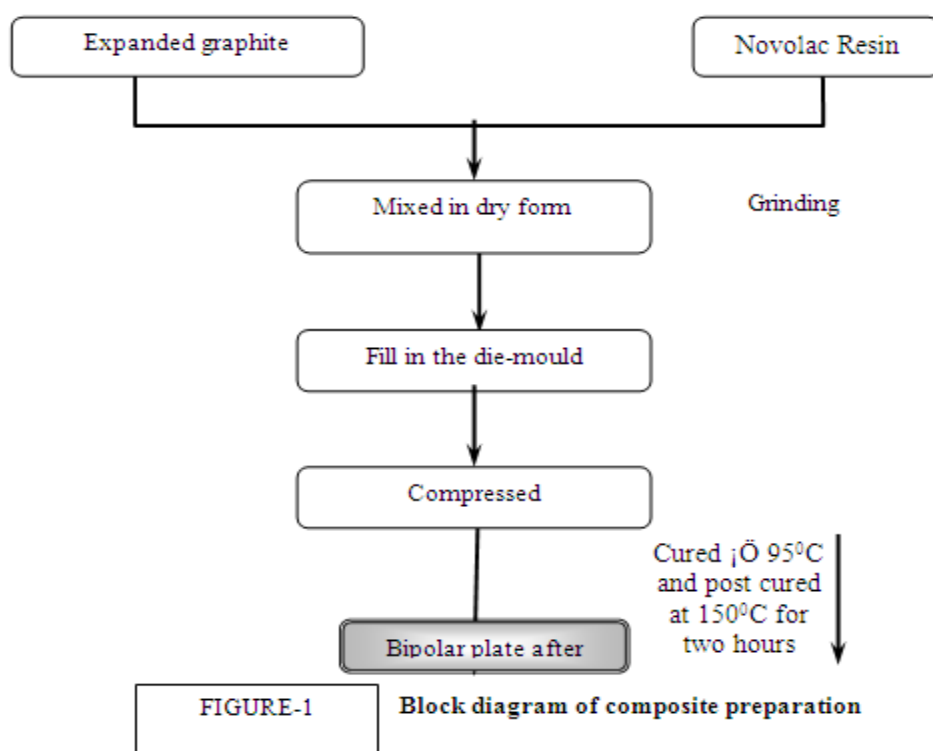 Expanded graphite
Novolac Resin
Mixed in dry form
Grinding
Fill in the die-mould
Compressed
Cured ¡Ö 95⁰C
and post cured
at 150⁰C for
two hours
Bipolar plate after
FIGURE-1
Block diagram of composite preparation